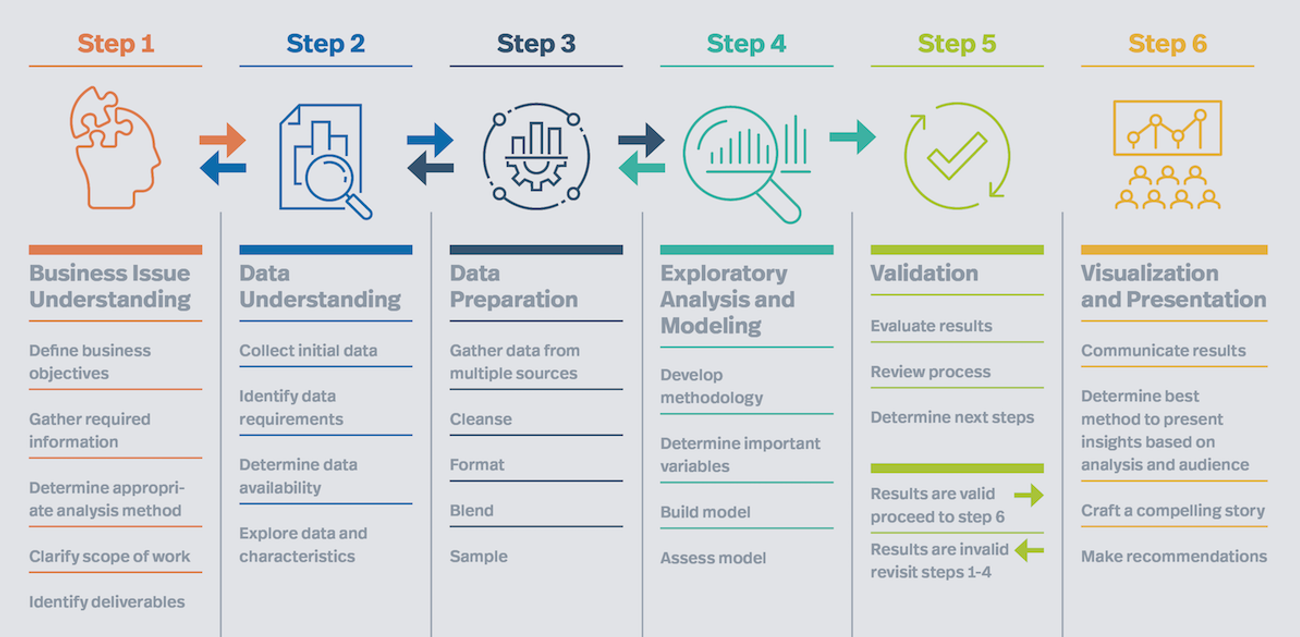 Step 1
Business Issue
Understanding
Define business
objectives
Gather required
information
Determine appropri-
ate analysis method
Clarify scope of work
Identify deliverables
Step 2
Data
Understanding
Collect initial data
Identify data
requirements
Determine data
availability
Explore data and
characteristics
Step 3
Data
Preparation
Gather data from
multiple sources
Cleanse
Format
Blend
Sample
Step 4
Exploratory
Analysis and
Modeling
Develop
methodology
Determine important
variables
Build model
Assess model
Step 5
Validation
Evaluate results
Review process
Determine next steps
Results are valid
proceed to step 6
Results are invalid
revisit steps 1-4
Step 6
Visualization
and Presentation
Communicate results
Determine best
method to present
insights based on
analysis and audience
Craft a compelling story
Make recommendations